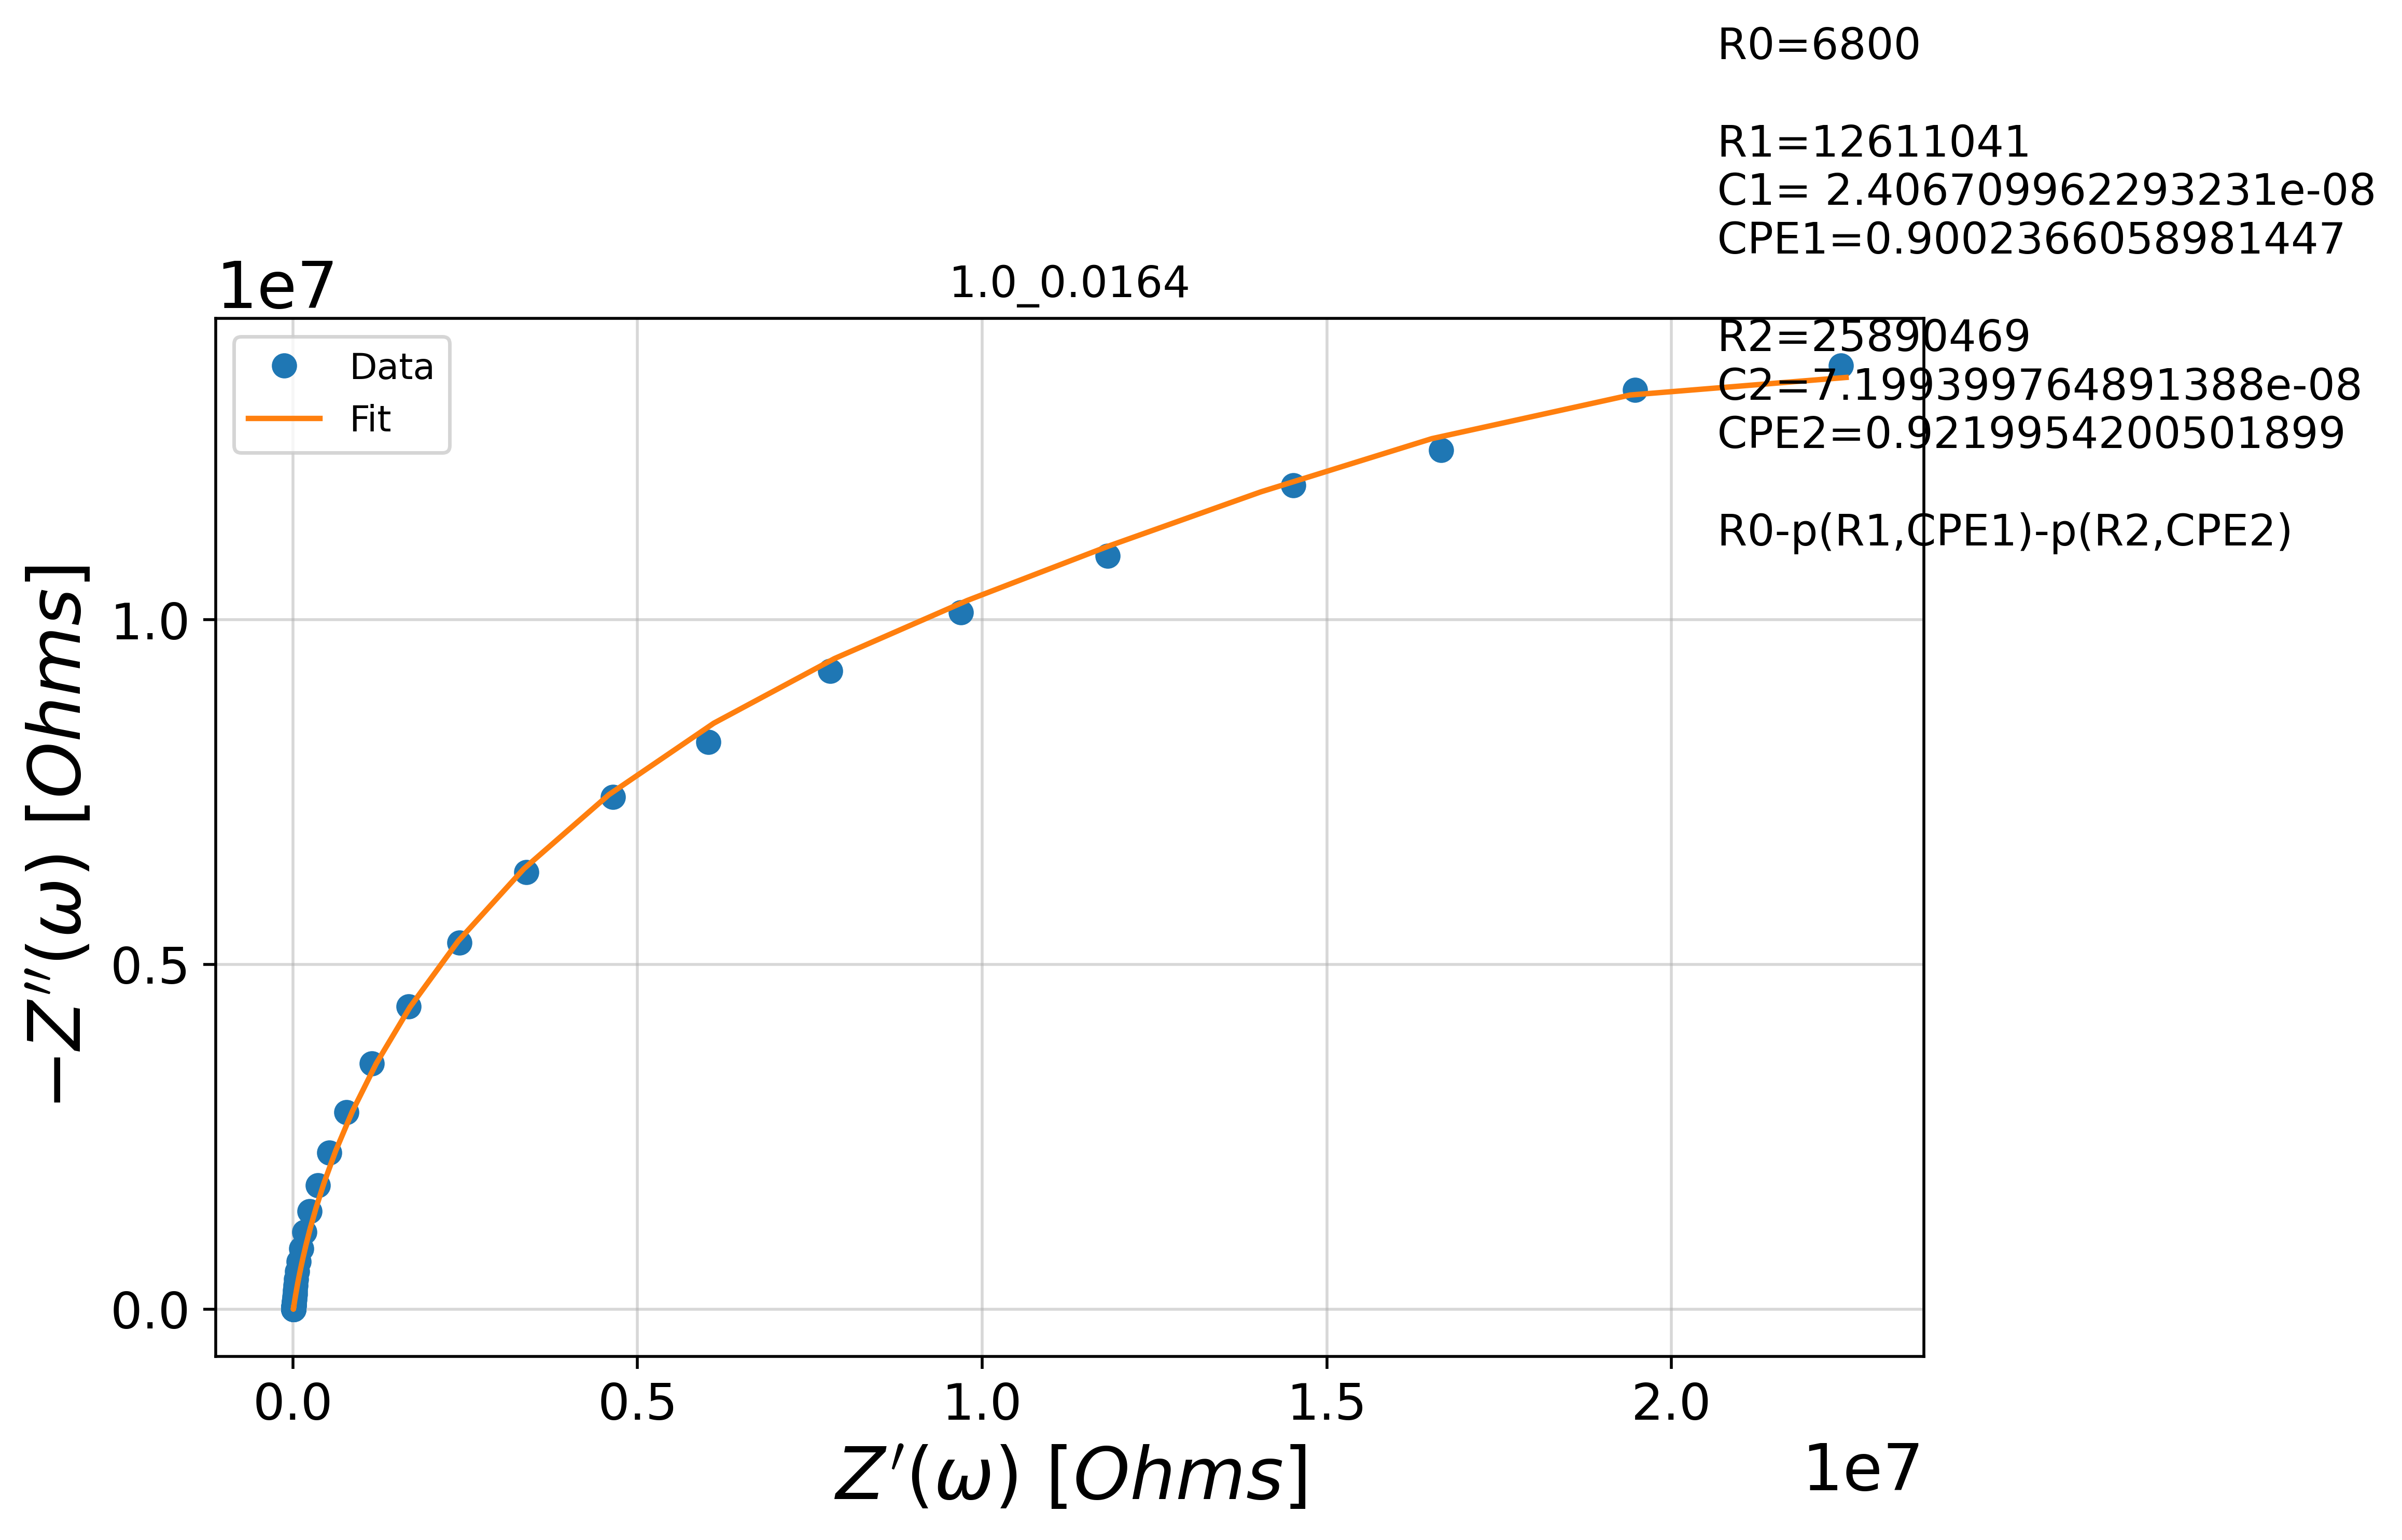 R0=6800
R1=12611041
C1= 2.406709962293231e-08
CPE1=0.9002366058981447
1e7
1.0_0.0164
R2=25890469
C2=7.199399764891388e-08
CPE2=0.9219954200501899
R0-p(R1,CPE1)-p(R2,CPE2)
Data
Fit
−Z′′(ω) [Ohms]
1.0
0.5
0.0
0.0 0.5 1.0 1.5 2.0
Z′(ω) [Ohms]
1e7